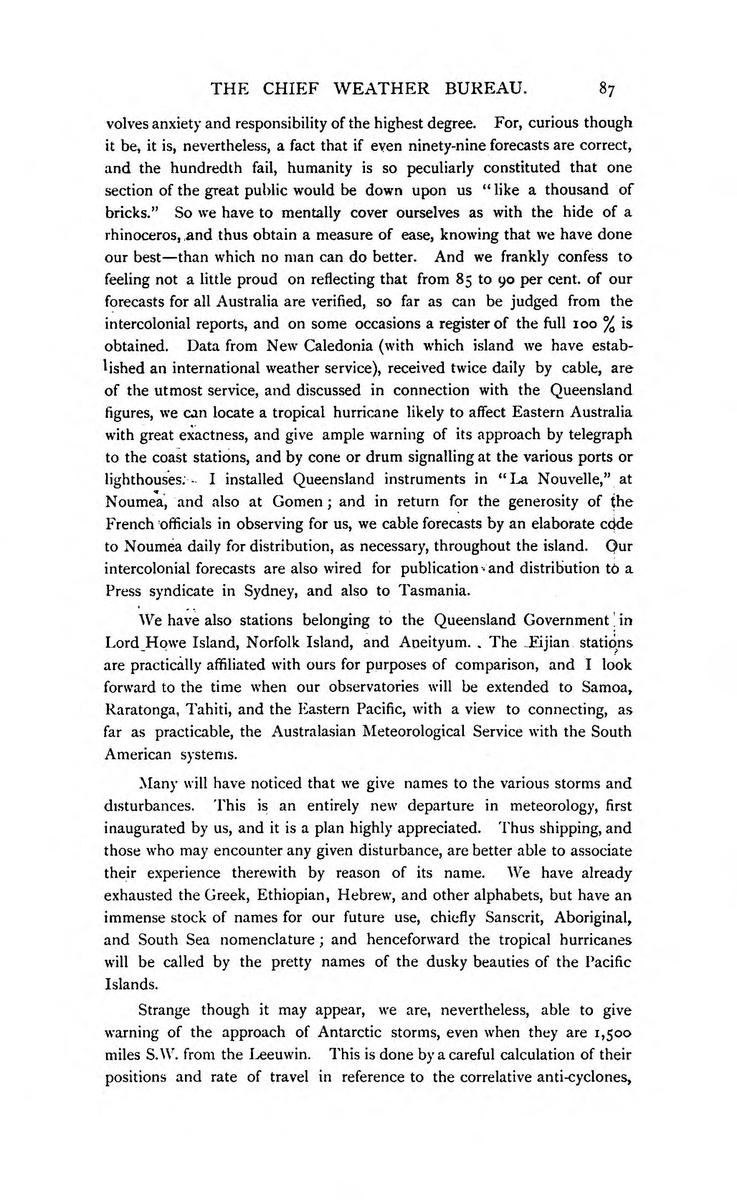 THE CHIEF WEATHER BUREAU. 87
volves anxiety and responsibility of the highest degree. For, curious though
it be, it is, nevertheless, a fact that if even ninety-nine forecasts are correct,
and the hundredth fail, humanity is so peculiarly constituted that one
section of the great public would be down upon us "like a thousand of
bricks." So we have to mentally cover ourselves as with the hide of a
rhinoceros, and thus obtain a measure of ease, knowing that we have done
our best—than which no man can do better. And we frankly confess to
feeling not a little proud on reflecting that from 85 to 90 per cent. of our
forecasts for all Australia are verified, so far as can be judged from the
intercolonial reports, and on some occasions a register of the full 100 % is
obtained. Data from New Caledonia (with which island we have estab-
lished an international weather service), received twice daily by cable, are
of the utmost service, and discussed in connection with the Queensland
figures, we can locate a tropical hurricane likely to affect Eastern Australia
with great exactness, and give ample warning of its approach by telegraph
to the coast stations, and by cone or drum signalling at the various ports or
lighthouses. I installed Queensland instruments in "La Nouvelle," at
Noumea, and also at Gomen; and in return for the generosity of the
French officials in observing for us, we cable forecasts by an elaborate code
to Noumea daily for distribution, as necessary, throughout the island. Our
intercolonial forecasts are also wired for publication and distribution to a
Press syndicate in Sydney, and also to Tasmania.
We have also stations belonging to the Queensland Government in
Lord Howe Island, Norfolk Island, and Aneityum. The Fijian stations
are practically affiliated with ours for purposes of comparison, and I look
forward to the time when our observatories will be extended to Samoa,
Raratonga, Tahiti, and the Eastern Pacific, with a view to connecting, as
far as practicable, the Australasian Meteorological Service with the South
American systems.
Many will have noticed that we give names to the various storms and
disturbances. This is an entirely new departure in meteorology, first
inaugurated by us, and it is a plan highly appreciated. Thus shipping, and
those who may encounter any given disturbance, are better able to associate
their experience therewith by reason of its name. We have already
exhausted the Greek, Ethiopian, Hebrew, and other alphabets, but have an
immense stock of names for our future use, chiefly Sanscrit, Aboriginal,
and South Sea nomenclature; and henceforward the tropical hurricanes
will be called by the pretty names of the dusky beauties of the Pacific
Islands.
Strange though it may appear, we are, nevertheless, able to give
warning of the approach of Antarctic storms, even when they are 1,500
miles S.W. from the Leeuwin. This is done by a careful calculation of their
positions and rate of travel in reference to the correlative anti-cyclones,